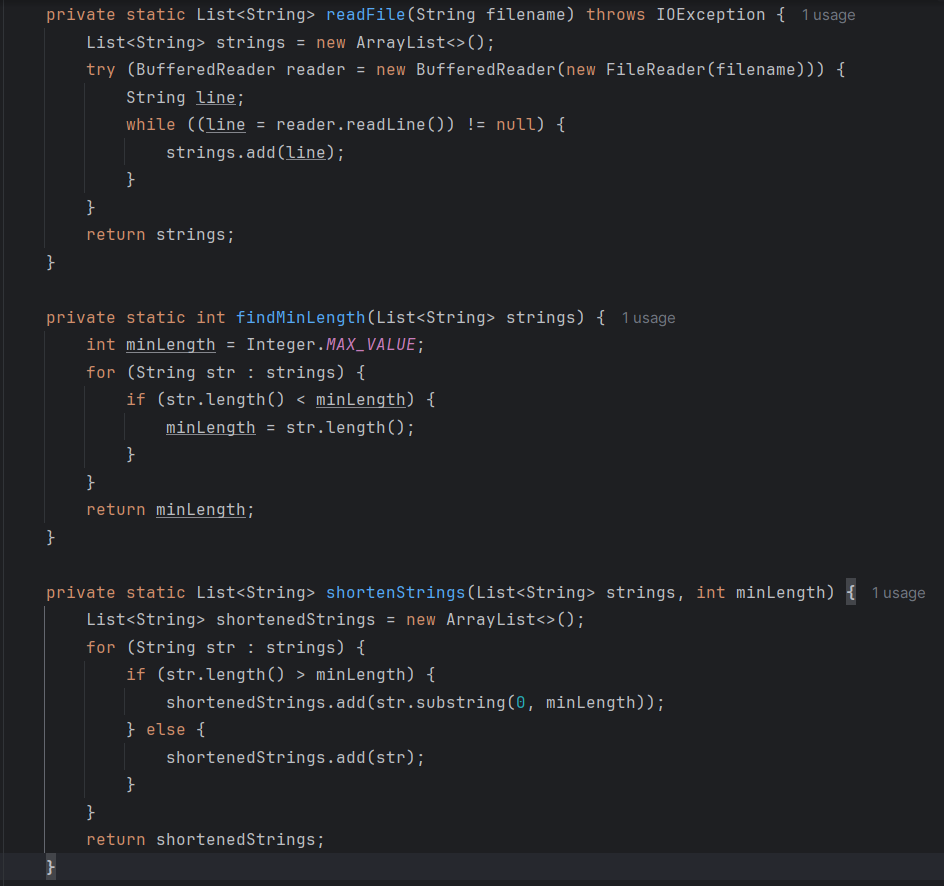 private static List<String> readFile(String filename) throws IOException { 1 usage
    List<String> strings = new ArrayList<>();
    try (BufferedReader reader = new BufferedReader(new FileReader(filename))) {
        String line;
        while ((line = reader.readLine()) != null) {
            strings.add(line);
        }
    }
    return strings;
}

private static int findMinLength(List<String> strings) { 1 usage
    int minLength = Integer.MAX_VALUE;
    for (String str : strings) {
        if (str.length() < minLength) {
            minLength = str.length();
        }
    }
    return minLength;
}

private static List<String> shortenStrings(List<String> strings, int minLength) { 1 usage
    List<String> shortenedStrings = new ArrayList<>();
    for (String str : strings) {
        if (str.length() > minLength) {
            shortenedStrings.add(str.substring(0, minLength));
        } else {
            shortenedStrings.add(str);
        }
    }
    return shortenedStrings;
}